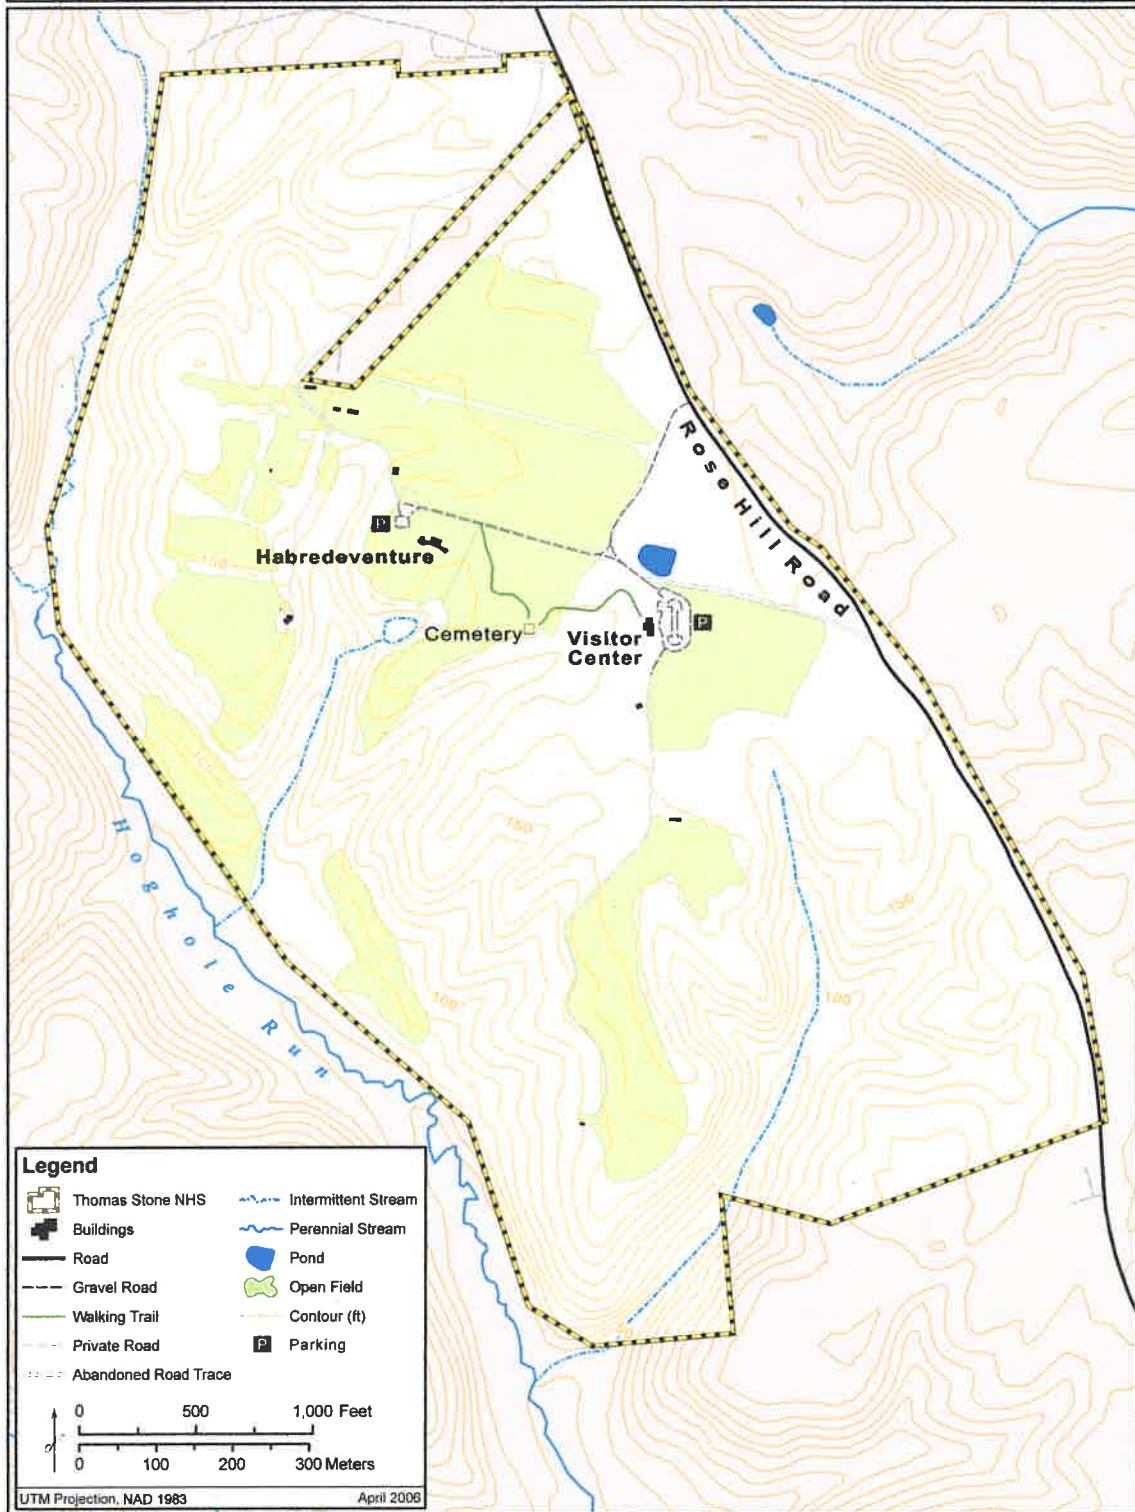 Rose Hill Road
P
Habredeventure
Cemetery
Visitor
Center
P
150
100
150
150
100
100
Hoghole Run
Legend
Thomas Stone NHS
Buildings
Road
Gravel Road
Walking Trail
Private Road
Abandoned Road Trace
Intermittent Stream
Perennial Stream
Pond
Open Field
Contour (ft)
P Parking
0 500 1,000 Feet
0 100 200 300 Meters
UTM Projection, NAD 1983 April 2006